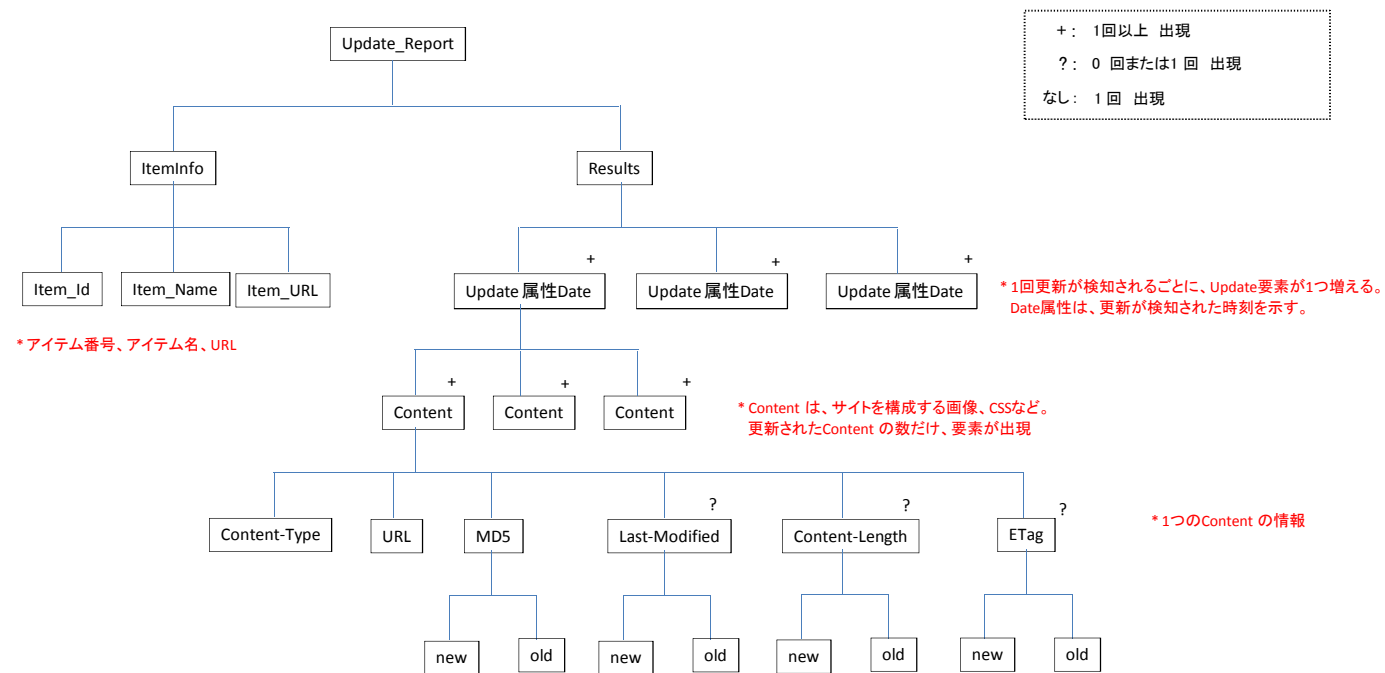 Update_Report
+: 1回以上 出現
?: 0 回または1 回 出現
なし: 1 回 出現
ItemInfo
Results
+
+
+
Item_Id
Item_Name
Item_URL
Update 属性Date
Update 属性Date
Update 属性Date
* 1回更新が検知されるごとに、Update要素が1つ増える。
Date属性は、更新が検知された時刻を示す。
* アイテム番号、アイテム名、URL
+
+
+
Content
Content
Content
* Content は、サイトを構成する画像、CSSなど。
更新されたContent の数だけ、要素が出現
?
?
?
Content-Type
URL
MD5
Last-Modified
Content-Length
ETag
* 1つのContent の情報
new
old
new
old
new
old
new
old